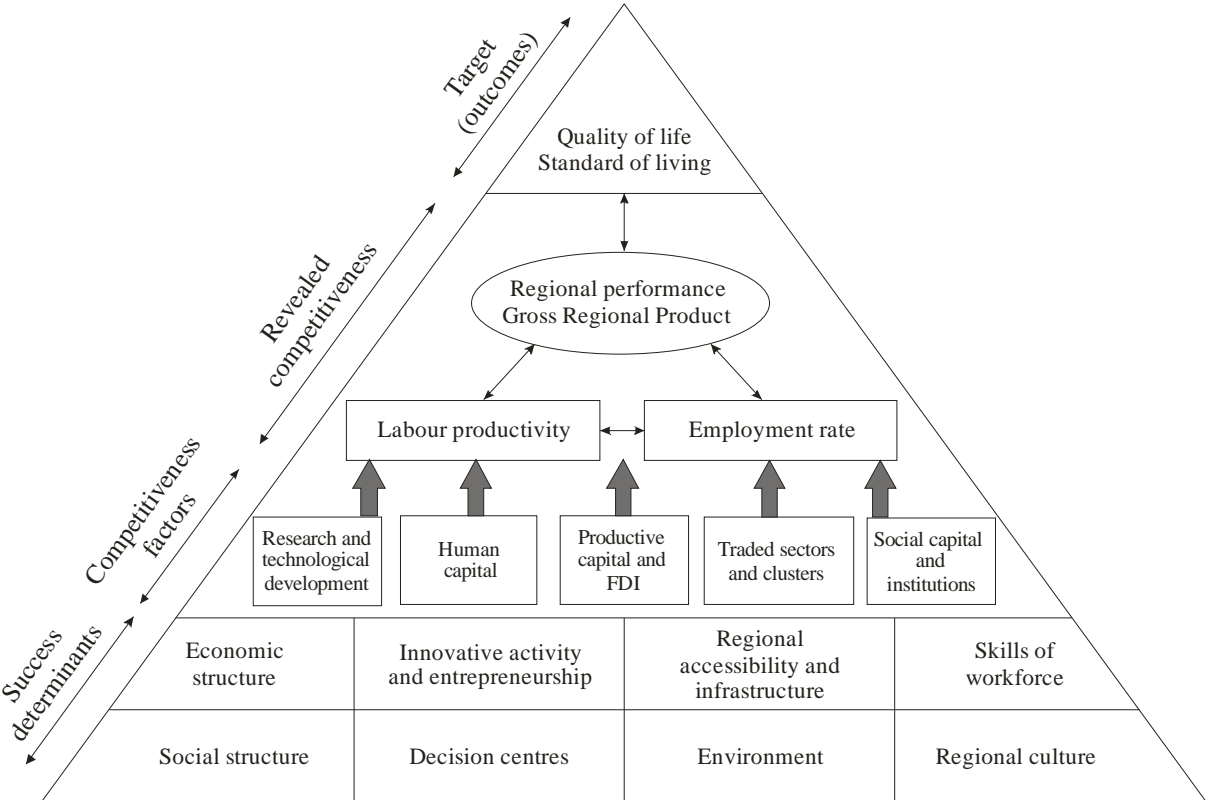 Target
(outcomes)
Quality of life
Standard of living
Revealed
competitiveness
Regional performance
Gross Regional Product
Labour productivity
Employment rate
Competitiveness
factors
Research and
technological
development
Human
capital
Productive
capital and
FDI
Traded sectors
and clusters
Social capital
and
institutions
Success
determinants
Economic
structure
Innovative activity
and entrepreneurship
Regional
accessibility and
infrastructure
Skills of
workforce
Social structure
Decision centres
Environment
Regional culture